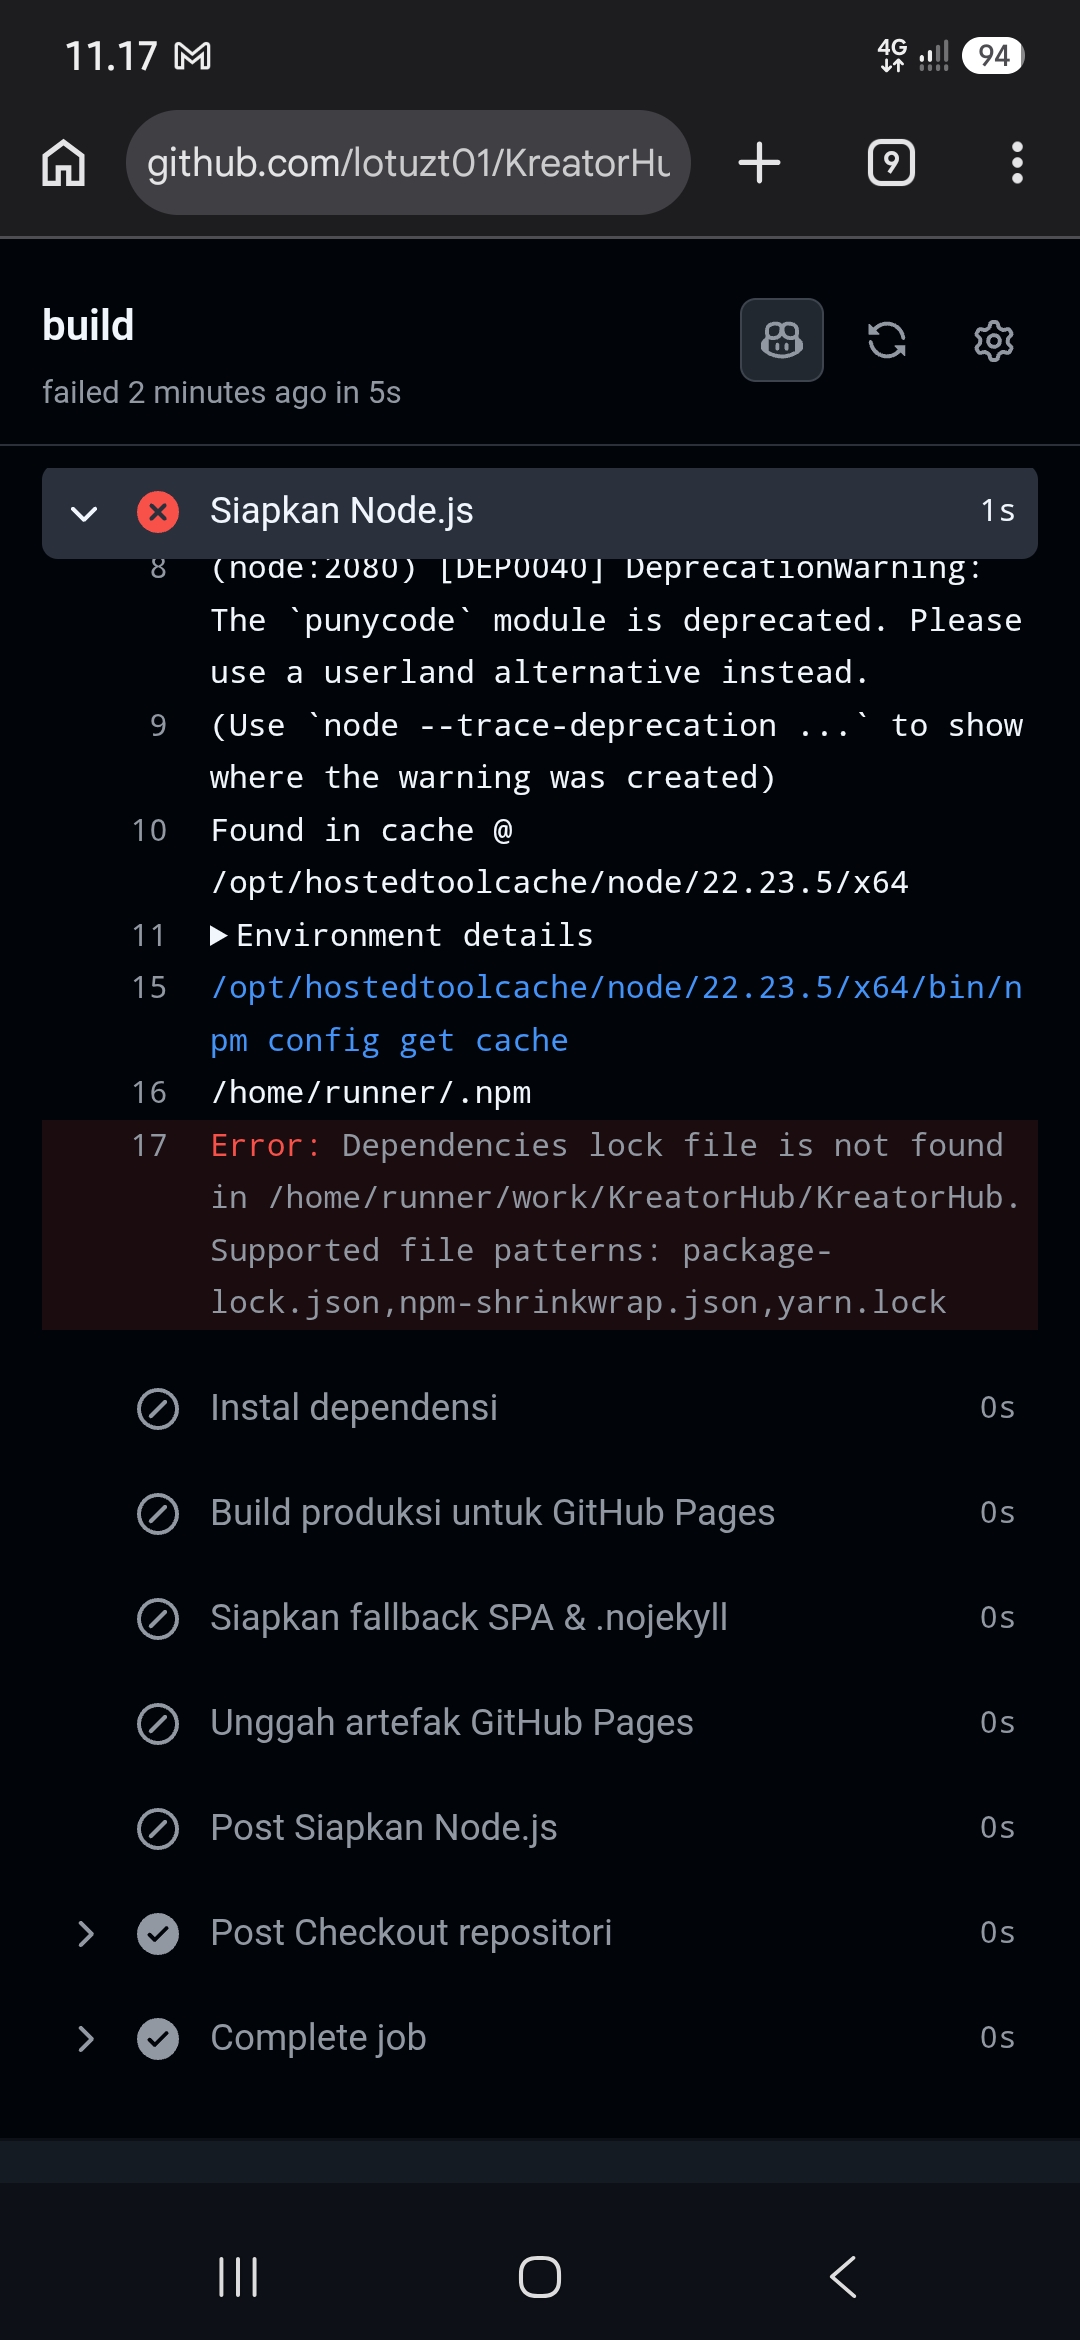 11.17
4G
94
github.com/lotuzt01/KreatorHu
9
build
failed 2 minutes ago in 5s
Siapkan Node.js 1s
8 (node:2080) [DEP0040] DeprecationWarning:
The `punycode` module is deprecated. Please
use a userland alternative instead.
9 (Use `node --trace-deprecation ...` to show
where the warning was created)
10 Found in cache @
/opt/hostedtoolcache/node/22.23.5/x64
11 Environment details
15 /opt/hostedtoolcache/node/22.23.5/x64/bin/n
pm config get cache
16 /home/runner/.npm
17 Error: Dependencies lock file is not found
in /home/runner/work/KreatorHub/KreatorHub.
Supported file patterns: package-
lock.json,npm-shrinkwrap.json,yarn.lock
Instal dependensi 0s
Build produksi untuk GitHub Pages 0s
Siapkan fallback SPA & .nojekyll 0s
Unggah artefak GitHub Pages 0s
Post Siapkan Node.js 0s
Post Checkout repositori 0s
Complete job 0s